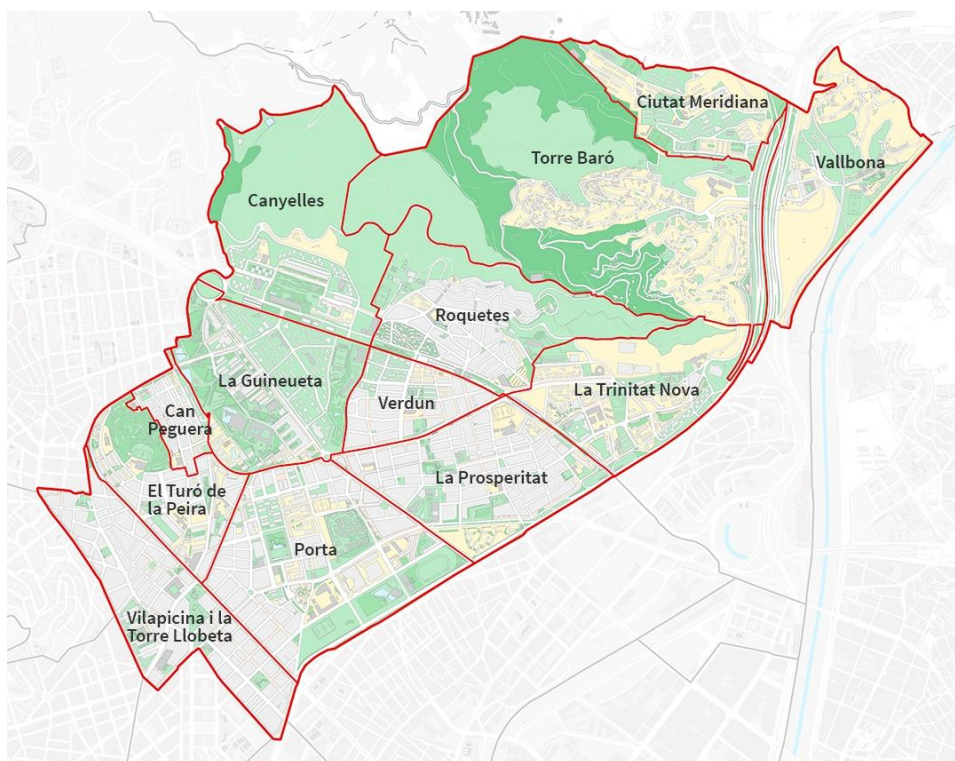 Ciutat Meridiana
Torre Baró
Vallbona
Canyelles
Roquetes
La Guineueta
Verdun
La Trinitat Nova
Can
Peguera
La Prosperitat
El Turó de
la Peira
Porta
Vilapicina i la
Torre Llobeta